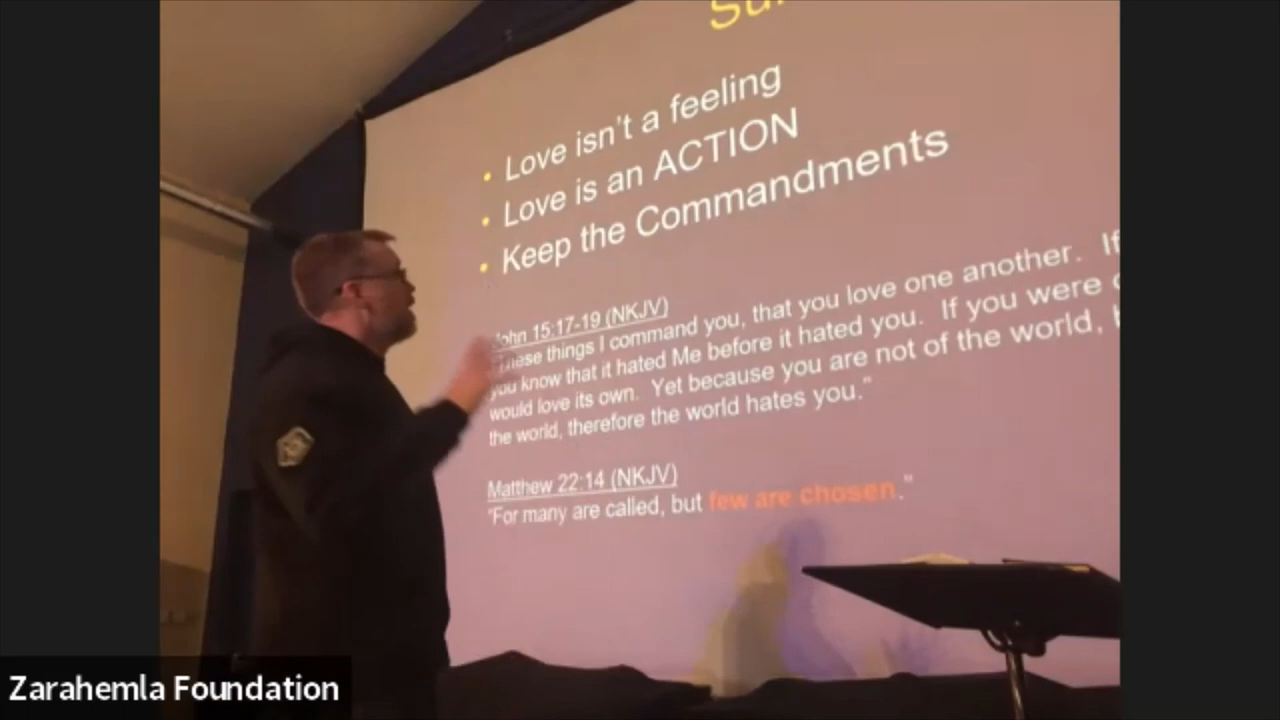 Su
• Love isn't a feeling
• Love is an ACTION
• Keep the Commandments
John 15:17-19 (NKJV)
"These things I command you, that you love one another. If
you know that it hated Me before it hated you. If you were
would love its own. Yet because you are not of the world,
the world, therefore the world hates you."
Matthew 22:14 (NKJV)
"For many are called, but few are chosen."
Zarahemla Foundation